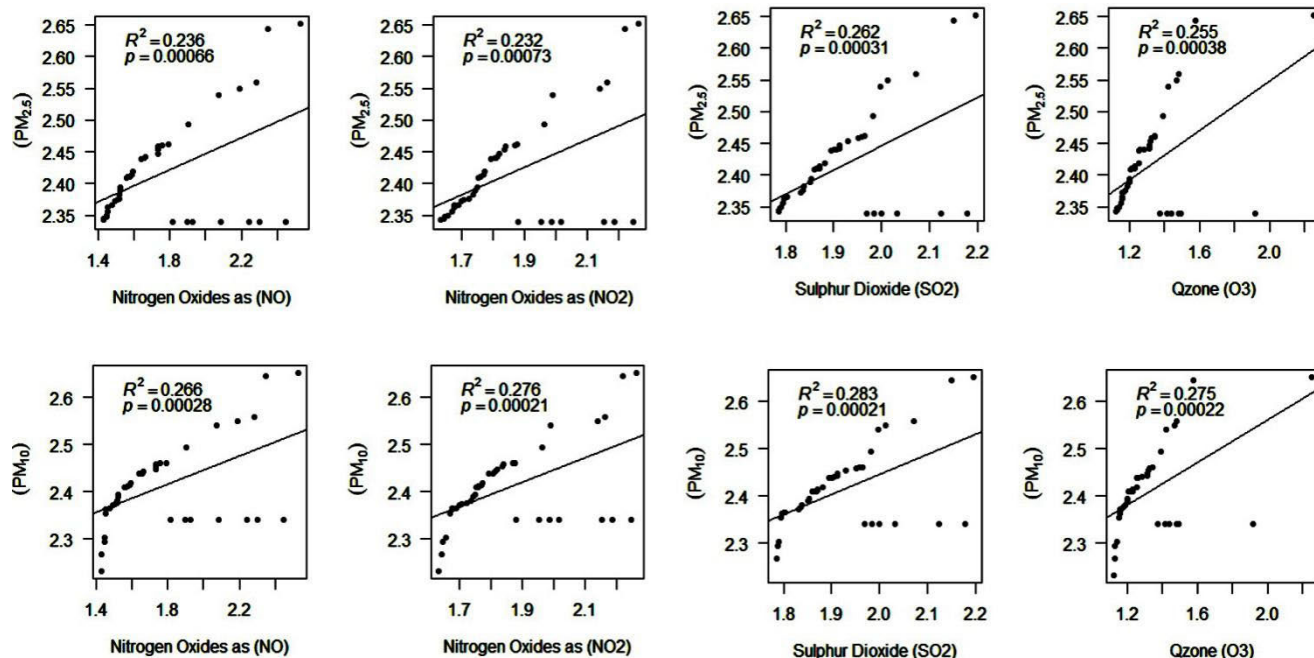 (PM2.5)
2.65
2.60
2.55
2.50
2.45
2.40
2.35
R² = 0.236
p = 0.00066
1.4
1.8
2.2
Nitrogen Oxides as (NO)
(PM2.5)
2.65
2.60
2.55
2.50
2.45
2.40
2.35
R² = 0.232
p = 0.00073
1.7
1.9
2.1
Nitrogen Oxides as (NO2)
(PM2.5)
2.65
2.60
2.55
2.50
2.45
2.40
2.35
R² = 0.262
p = 0.00031
1.8
1.9
2.0
2.1
2.2
Sulphur Dioxide (SO2)
(PM2.5)
2.65
2.60
2.55
2.50
2.45
2.40
2.35
R² = 0.255
p = 0.00038
1.2
1.6
2.0
Qzone (O3)
(PM10)
2.6
2.5
2.4
2.3
R² = 0.266
p = 0.00028
1.4
1.8
2.2
Nitrogen Oxides as (NO)
(PM10)
2.6
2.5
2.4
2.3
R² = 0.276
p = 0.00021
1.7
1.9
2.1
Nitrogen Oxides as (NO2)
(PM10)
2.6
2.5
2.4
2.3
R² = 0.283
p = 0.00021
1.8
1.9
2.0
2.1
2.2
Sulphur Dioxide (SO2)
(PM10)
2.6
2.5
2.4
2.3
R² = 0.275
p = 0.00022
1.2
1.6
2.0
Qzone (O3)